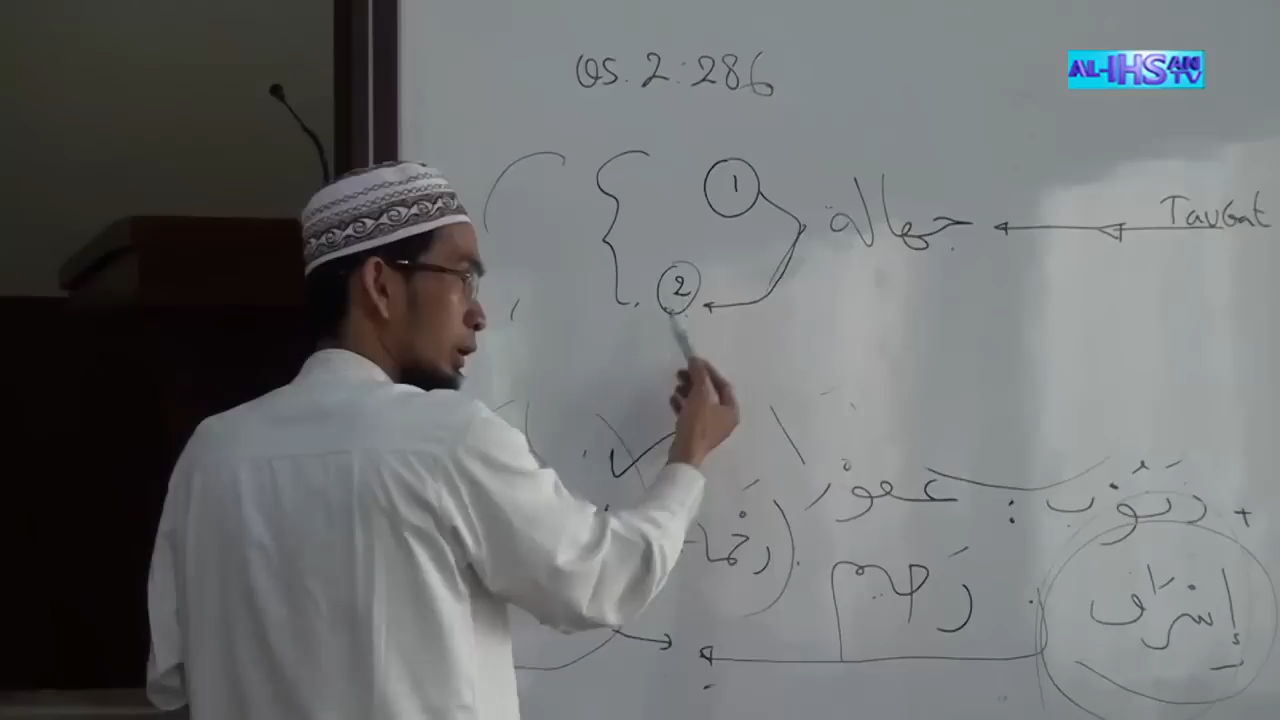 AL-IHSAN TV
QS. 2:286
1
جهالة
Taubat
2
ذنوب : غفور
+
رحيم
إسراف